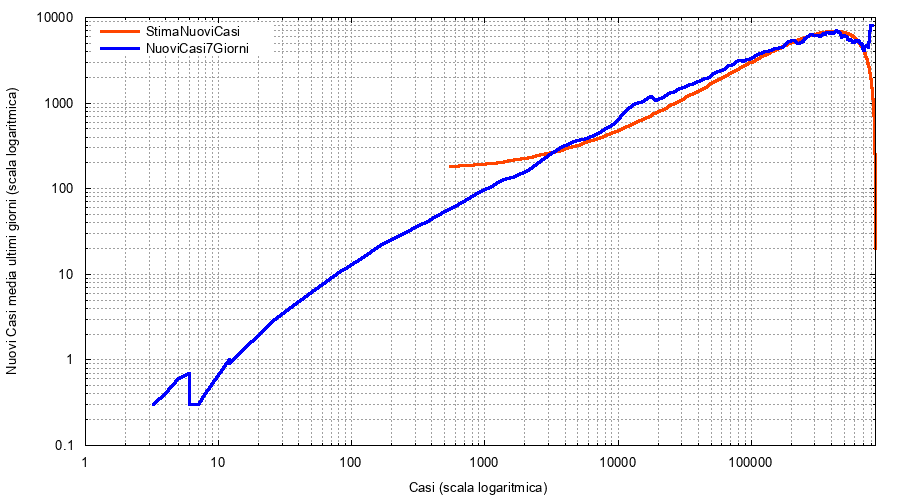 10000
1000
100
10
1
0.1
StimaNuoviCasi
NuoviCasi7Giorni
Nuovi Casi media ultimi giorni (scala logaritmica)
1 10 100 1000 10000 100000
Casi (scala logaritmica)